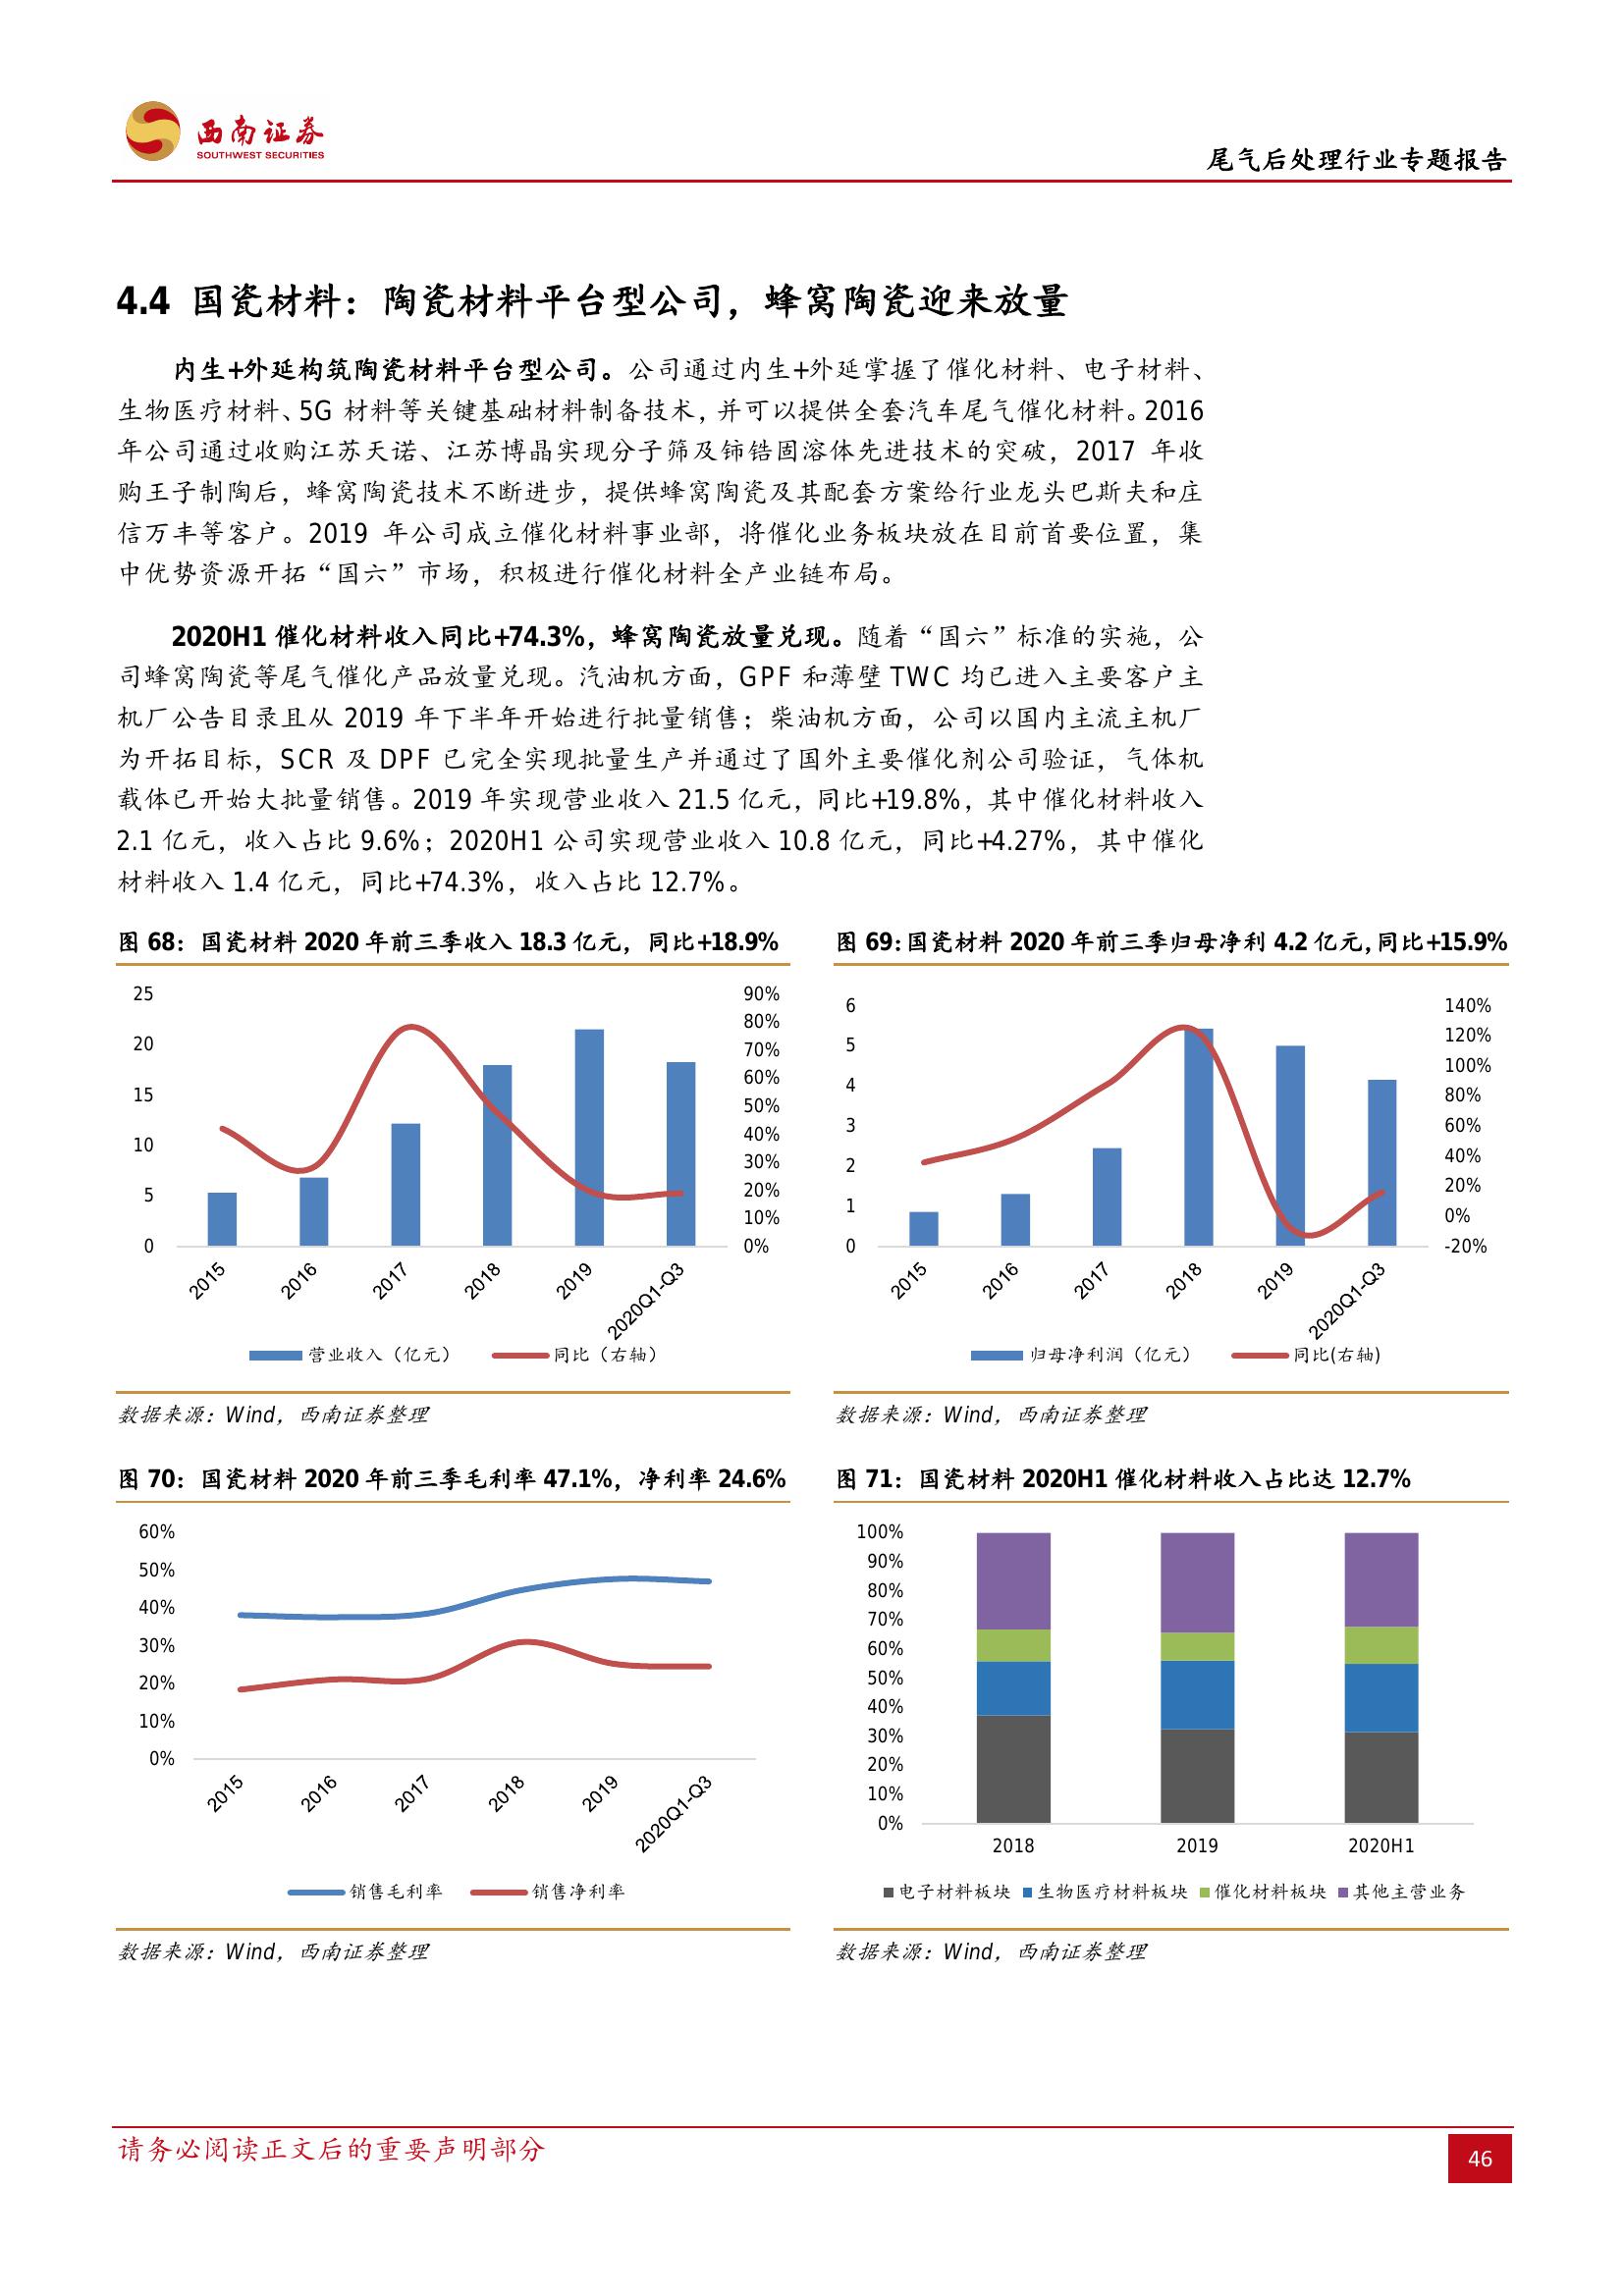 西南证券
SOUTHWEST SECURITIES
尾气后处理行业专题报告
4.4 国瓷材料：陶瓷材料平台型公司，蜂窝陶瓷迎来放量
内生+外延构筑陶瓷材料平台型公司。公司通过内生+外延掌握了催化材料、电子材料、
生物医疗材料、5G 材料等关键基础材料制备技术，并可以提供全套汽车尾气催化材料。2016
年公司通过收购江苏天诺、江苏博晶实现分子筛及铈锆固溶体先进技术的突破，2017 年收
购王子制陶后，蜂窝陶瓷技术不断进步，提供蜂窝陶瓷及其配套方案给行业龙头巴斯夫和庄
信万丰等客户。2019 年公司成立催化材料事业部，将催化业务板块放在目前首要位置，集
中优势资源开拓“国六”市场，积极进行催化材料全产业链布局。
2020H1 催化材料收入同比+74.3%，蜂窝陶瓷放量兑现。随着“国六”标准的实施，公
司蜂窝陶瓷等尾气催化产品放量兑现。汽油机方面，GPF 和薄壁 TWC 均已进入主要客户主
机厂公告目录且从 2019 年下半年开始进行批量销售；柴油机方面，公司以国内主流主机厂
为开拓目标，SCR 及 DPF 已完全实现批量生产并通过了国外主要催化剂公司验证，气体机
载体已开始大批量销售。2019 年实现营业收入 21.5 亿元，同比+19.8%，其中催化材料收入
2.1 亿元，收入占比 9.6%；2020H1 公司实现营业收入 10.8 亿元，同比+4.27%，其中催化
材料收入 1.4 亿元，同比+74.3%，收入占比 12.7%。
图 68：国瓷材料 2020 年前三季收入 18.3 亿元，同比+18.9%
25
20
15
10
5
0
90%
80%
70%
60%
50%
40%
30%
20%
10%
0%
2015
2016
2017
2018
2019
2020Q1-Q3
营业收入（亿元） 同比（右轴）
数据来源：Wind，西南证券整理
图 69：国瓷材料 2020 年前三季归母净利 4.2 亿元，同比+15.9%
6
5
4
3
2
1
0
140%
120%
100%
80%
60%
40%
20%
0%
-20%
2015
2016
2017
2018
2019
2020Q1-Q3
归母净利润（亿元） 同比(右轴)
数据来源：Wind，西南证券整理
图 70：国瓷材料 2020 年前三季毛利率 47.1%，净利率 24.6%
60%
50%
40%
30%
20%
10%
0%
2015
2016
2017
2018
2019
2020Q1-Q3
销售毛利率 销售净利率
数据来源：Wind，西南证券整理
图 71：国瓷材料 2020H1 催化材料收入占比达 12.7%
100%
90%
80%
70%
60%
50%
40%
30%
20%
10%
0%
2018 2019 2020H1
电子材料板块 生物医疗材料板块 催化材料板块 其他主营业务
数据来源：Wind，西南证券整理
请务必阅读正文后的重要声明部分
46